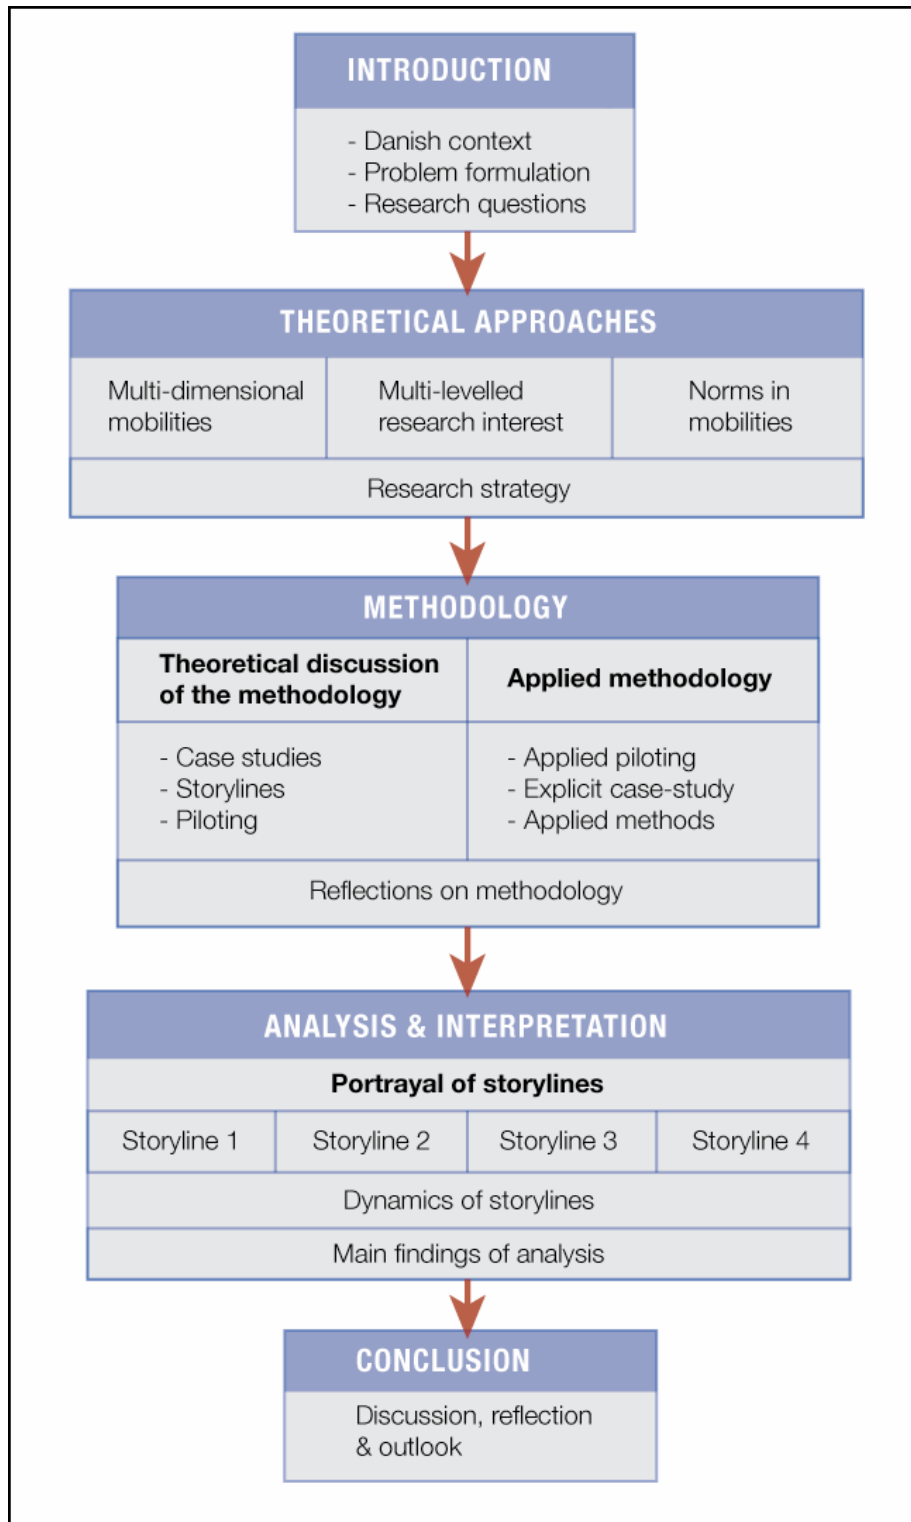 INTRODUCTION
- Danish context
- Problem formulation
- Research questions
THEORETICAL APPROACHES
Multi-dimensional
mobilities
Multi-levelled
research interest
Norms in
mobilities
Research strategy
METHODOLOGY
Theoretical discussion
of the methodology
Applied methodology
- Case studies
- Storylines
- Piloting
- Applied piloting
- Explicit case-study
- Applied methods
Reflections on methodology
ANALYSIS & INTERPRETATION
Portrayal of storylines
Storyline 1
Storyline 2
Storyline 3
Storyline 4
Dynamics of storylines
Main findings of analysis
CONCLUSION
Discussion, reflection
& outlook